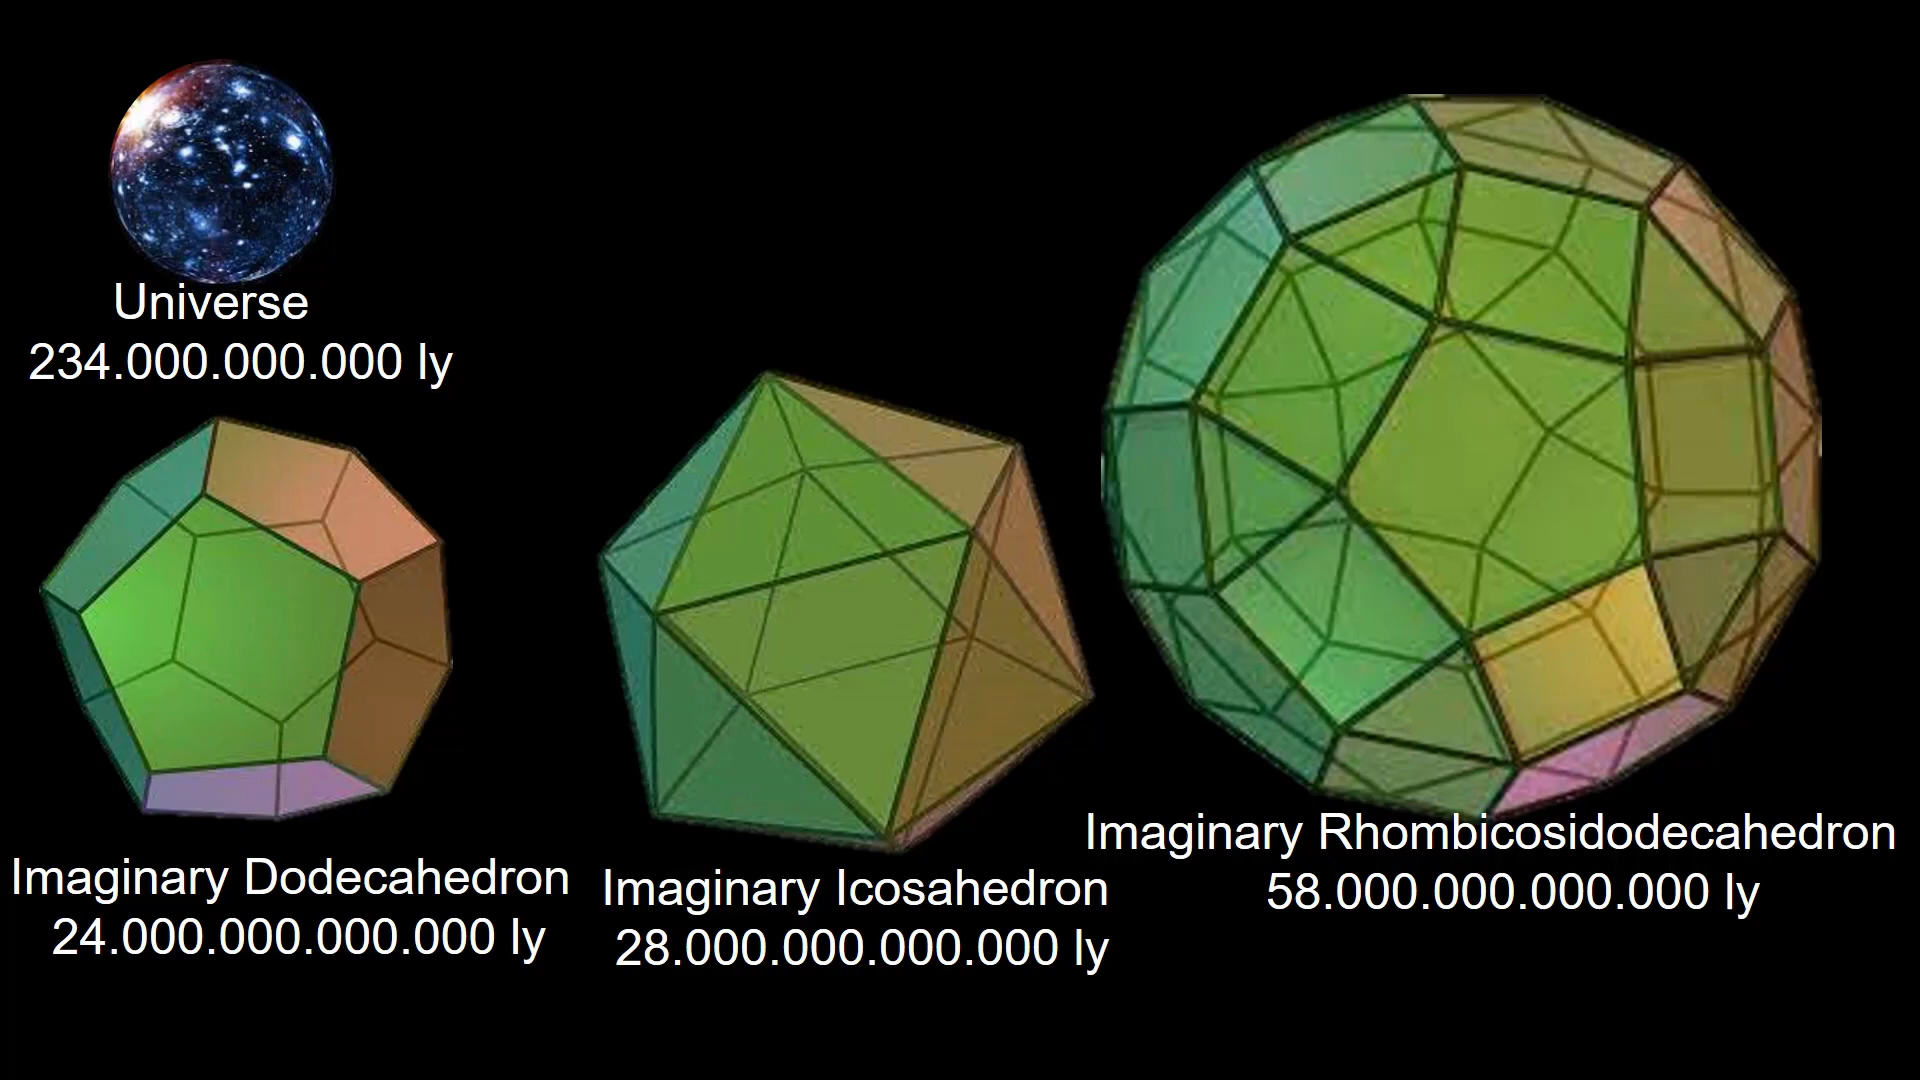 Universe
234.000.000.000 ly
Imaginary Dodecahedron
24.000.000.000.000 ly
Imaginary Icosahedron
28.000.000.000.000 ly
Imaginary Rhombicosidodecahedron
58.000.000.000.000 ly